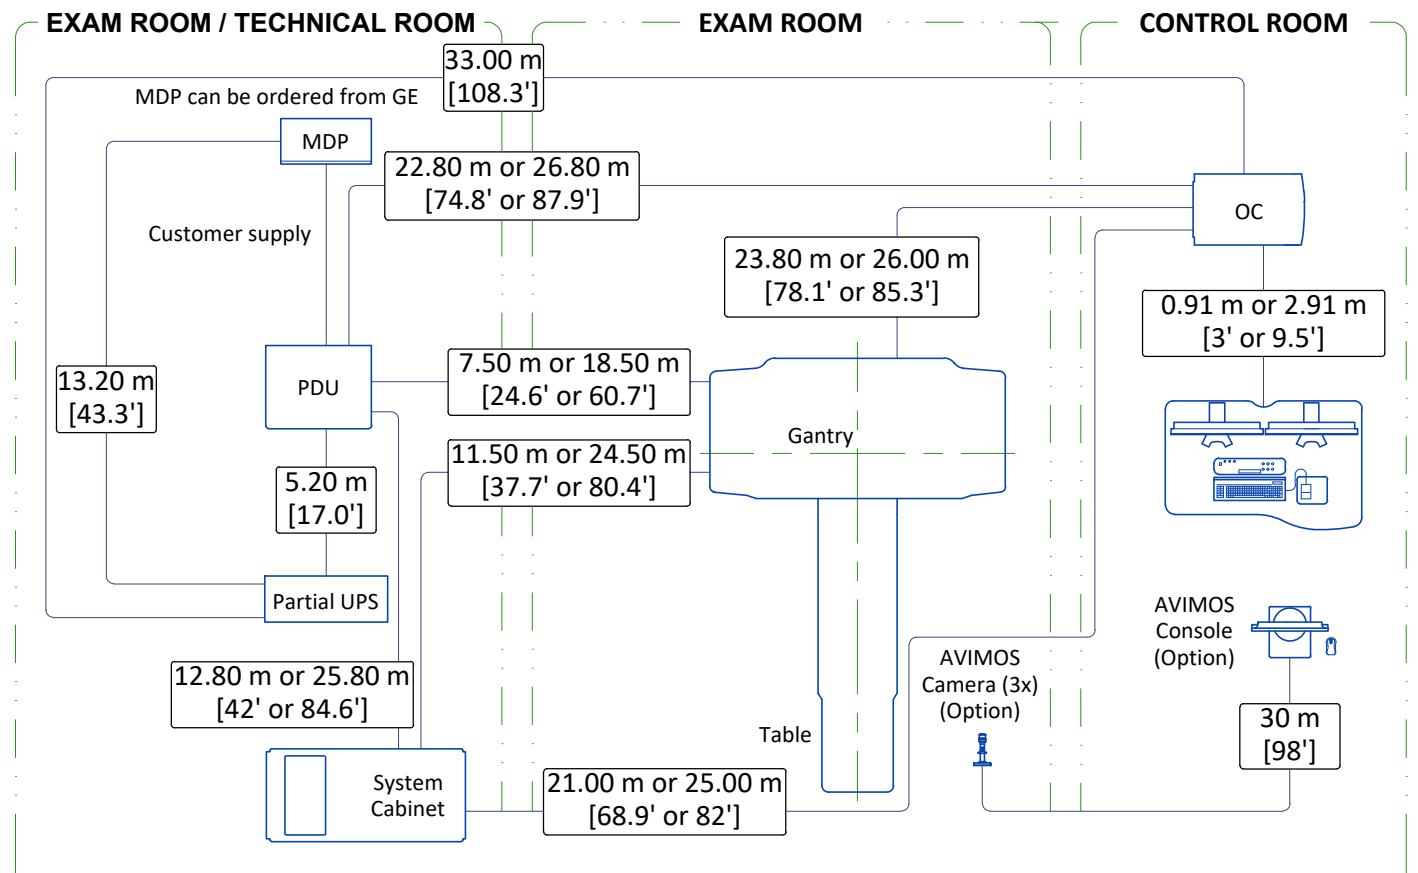 EXAM ROOM / TECHNICAL ROOM
EXAM ROOM
CONTROL ROOM
33.00 m
[108.3']
MDP can be ordered from GE
MDP
22.80 m or 26.80 m
[74.8' or 87.9']
OC
Customer supply
23.80 m or 26.00 m
[78.1' or 85.3']
0.91 m or 2.91 m
[3' or 9.5']
13.20 m
[43.3']
PDU
7.50 m or 18.50 m
[24.6' or 60.7']
Gantry
11.50 m or 24.50 m
[37.7' or 80.4']
5.20 m
[17.0']
Partial UPS
AVIMOS
Console
(Option)
12.80 m or 25.80 m
[42' or 84.6']
AVIMOS
Camera (3x)
(Option)
Table
30 m
[98']
System
Cabinet
21.00 m or 25.00 m
[68.9' or 82']